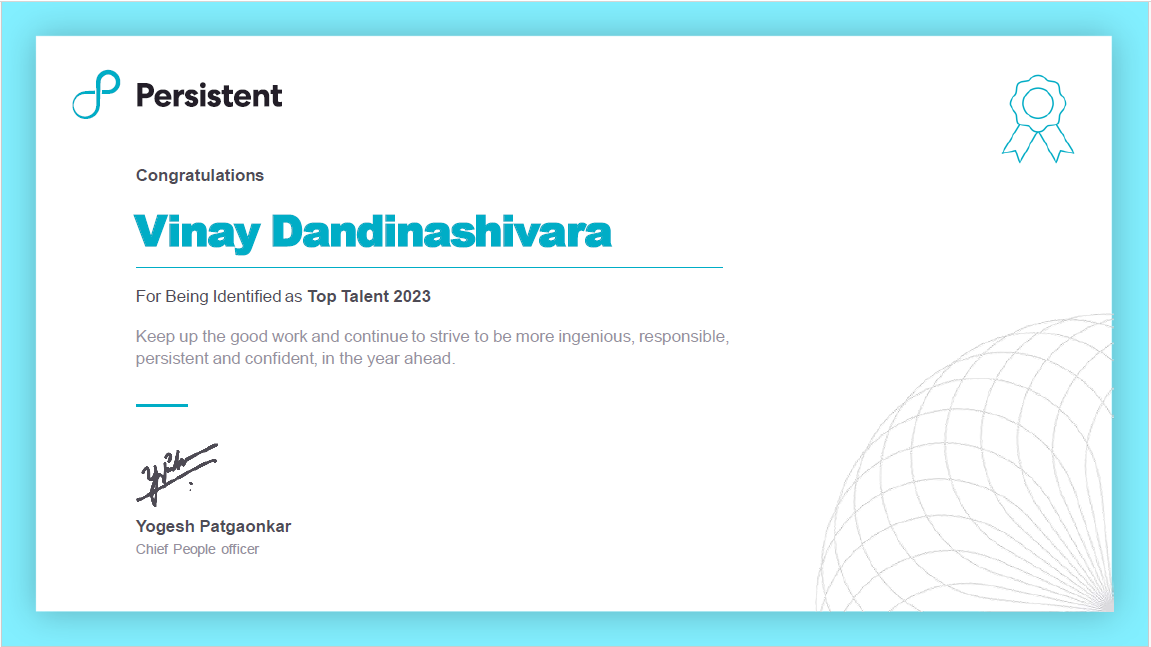 Persistent
Congratulations
Vinay Dandinashivara
For Being Identified as Top Talent 2023
Keep up the good work and continue to strive to be more ingenious, responsible,
persistent and confident, in the year ahead.
Yogesh Patgaonkar
Chief People officer